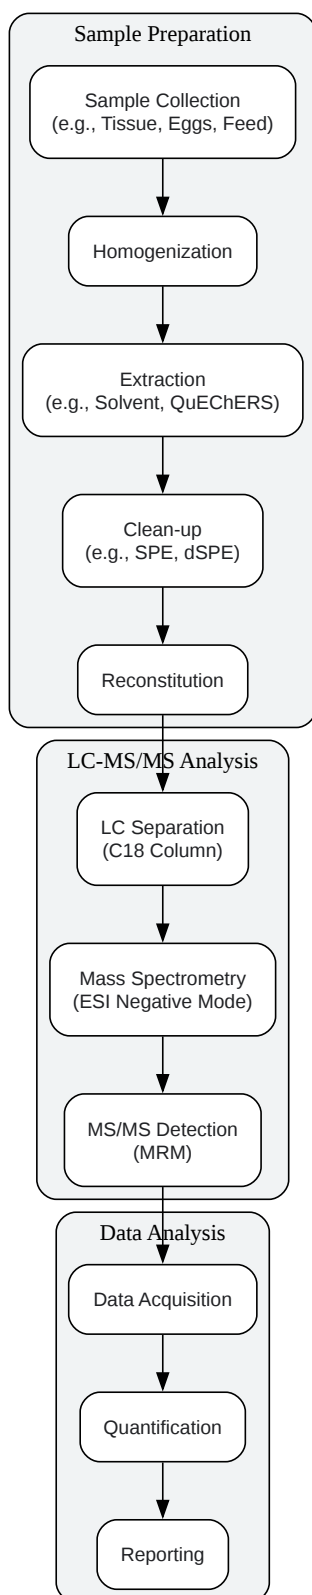 Sample Preparation
Sample Collection
(e.g., Tissue, Eggs, Feed)
Homogenization
Extraction
(e.g., Solvent, QuEChERS)
Clean-up
(e.g., SPE, dSPE)
Reconstitution
LC-MS/MS Analysis
LC Separation
(C18 Column)
Mass Spectrometry
(ESI Negative Mode)
MS/MS Detection
(MRM)
Data Analysis
Data Acquisition
Quantification
Reporting